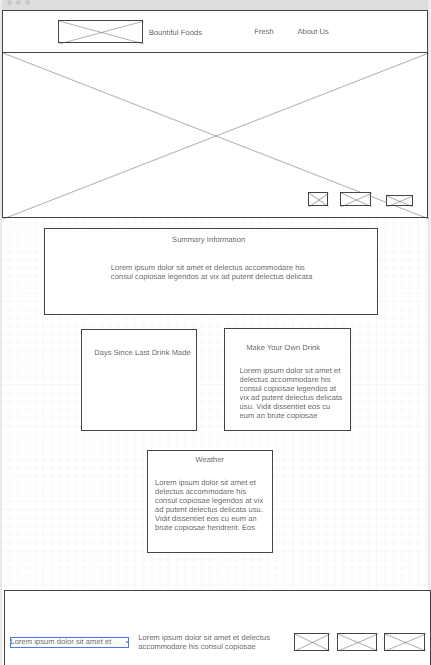 Bountiful Foods
Fresh
About Us
Summary Information
Lorem ipsum dolor sit amet et delectus accommodare his
consul copiosae legendos at vix ad putent delectus delicata
Days Since Last Drink Made
Make Your Own Drink
Lorem ipsum dolor sit amet et
delectus accommodare his
consul copiosae legendos at
vix ad putent delectus delicata
usu. Vidit dissentiet eos cu
eum an brute copiosae
Weather
Lorem ipsum dolor sit amet et
delectus accommodare his
consul copiosae legendos at vix
ad putent delectus delicata usu.
Vidit dissentiet eos cu eum an
brute copiosae hendrerit. Eos
Lorem ipsum dolor sit amet et
Lorem ipsum dolor sit amet et delectus
accommodare his consul copiosae